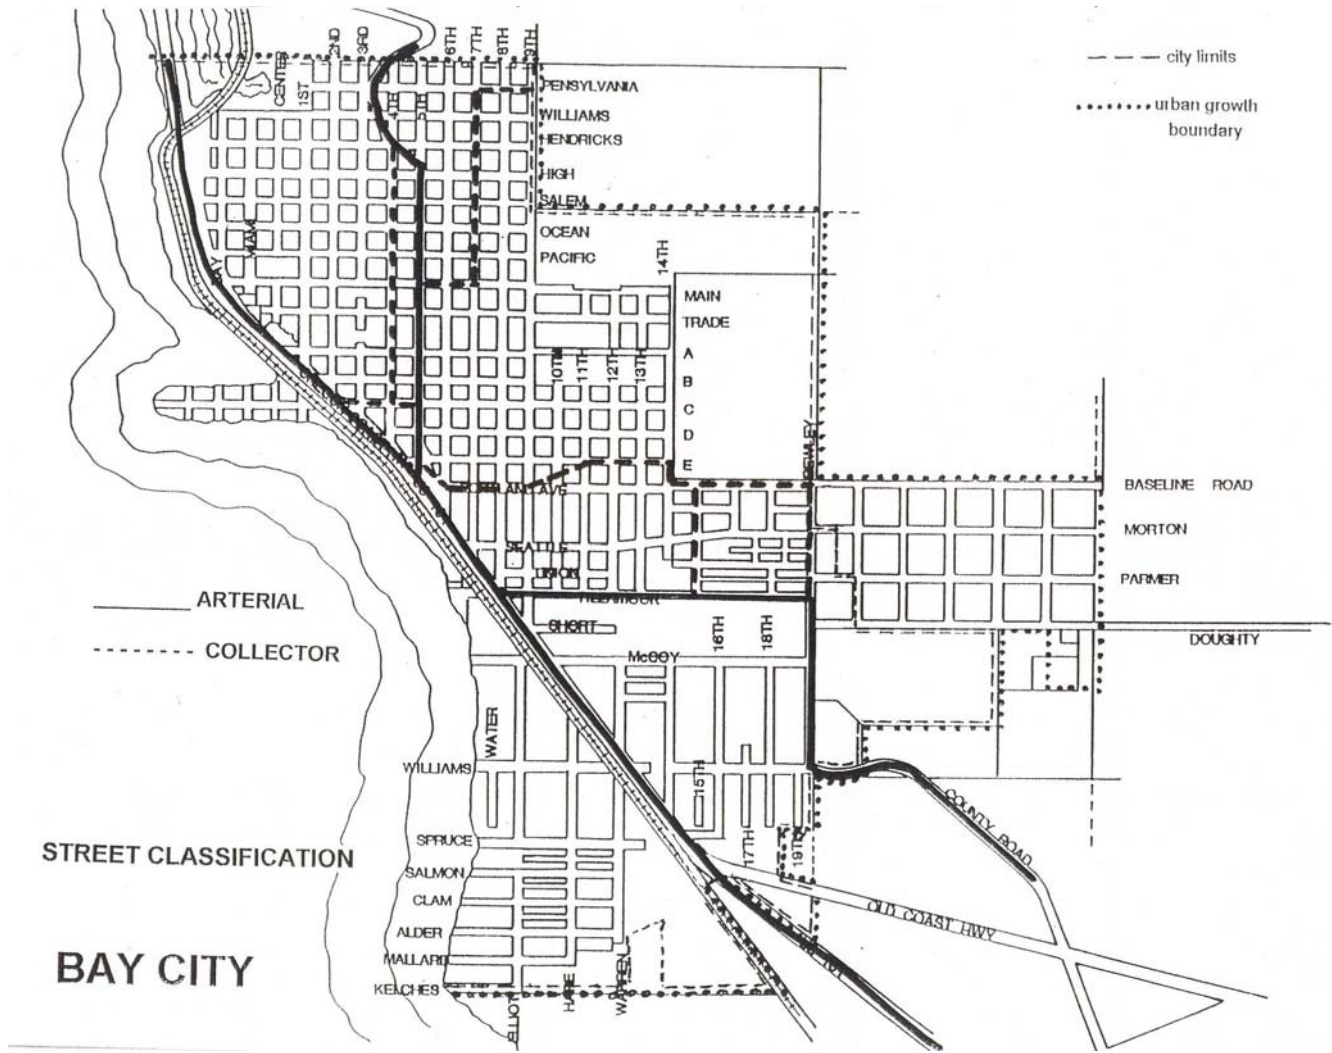 2ND
3RD
6TH
7TH
8TH
9TH
CENTER
1ST
4TH
5TH
city limits
urban growth
boundary
PENSYLVANIA
WILLIAMS
HENDRICKS
HIGH
SALEM
OCEAN
PACIFIC
14TH
MIAMI
MAIN
TRADE
A
B
C
D
E
10TH
11TH
12TH
13TH
BASELINE ROAD
MORTON
PARMER
SEATTLE
UNION
SHORT
McCOY
16TH
18TH
DOUGHTY
ARTERIAL
COLLECTOR
WATER
WILLIAMS
15TH
17TH
19TH
COUNTY ROAD
OLD COAST HWY
SPRUCE
SALMON
CLAM
ALDER
MALLARD
KELCHES
ELLIOT
HARE
WARREN
STREET CLASSIFICATION
BAY CITY